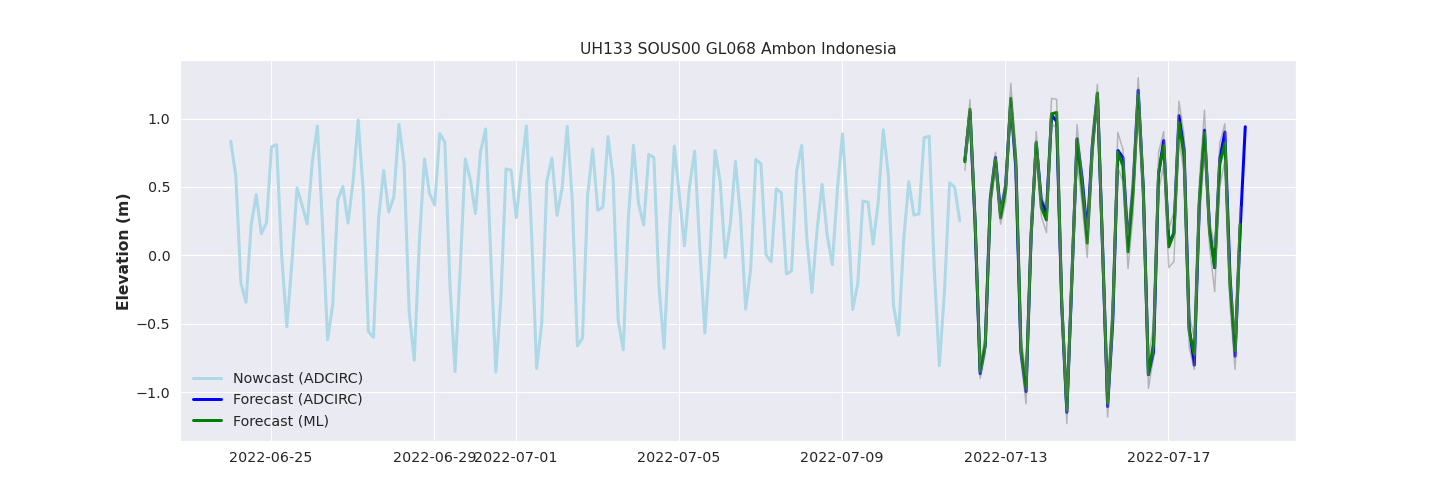 UH133 SOUS00 GL068 Ambon Indonesia
Elevation (m)
1.0
0.5
0.0
−0.5
−1.0
Nowcast (ADCIRC)
Forecast (ADCIRC)
Forecast (ML)
2022-06-25 2022-06-29 2022-07-01 2022-07-05 2022-07-09 2022-07-13 2022-07-17